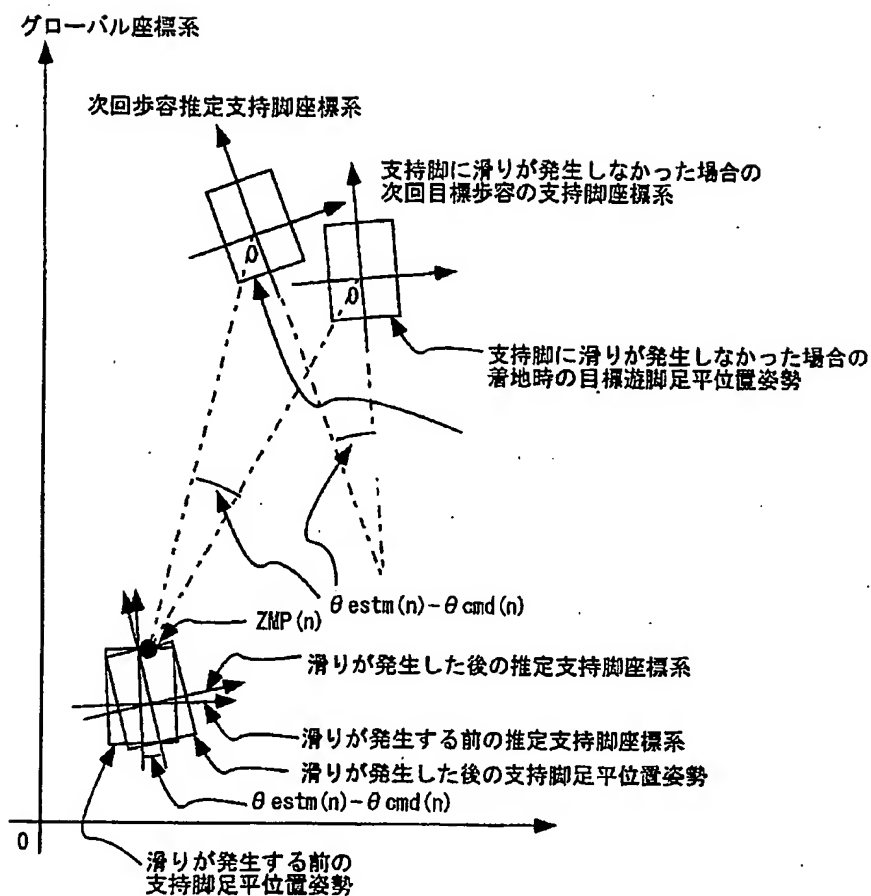 グローバル座標系
次回歩容推定支持脚座標系
支持脚に滑りが発生しなかった場合の
次回目標歩容の支持脚座標系
0
0
支持脚に滑りが発生しなかった場合の
着地時の目標遊脚足平位置姿勢
θestm(n)-θcmd(n)
ZMP(n)
滑りが発生した後の推定支持脚座標系
滑りが発生する前の推定支持脚座標系
滑りが発生した後の支持脚足平位置姿勢
θestm(n)-θcmd(n)
0
滑りが発生する前の
支持脚足平位置姿勢